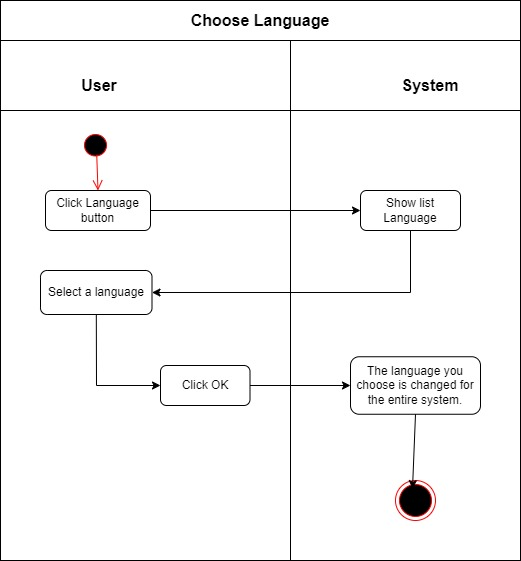 Choose Language
User
System
Click Language
button
Show list
Language
Select a language
Click OK
The language you
choose is changed for
the entire system.